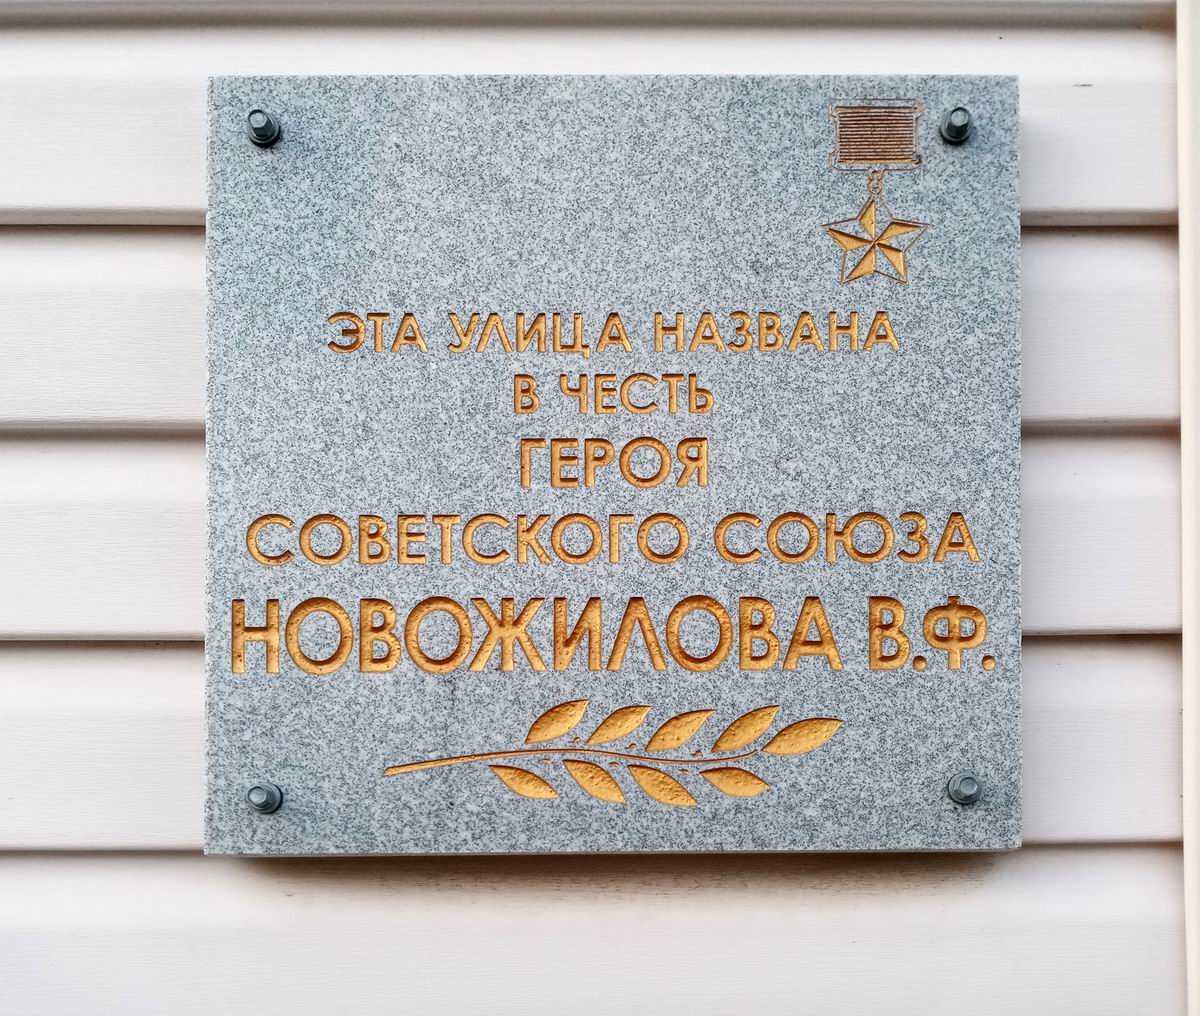 ЭТА УЛИЦА НАЗВАНА
В ЧЕСТЬ
ГЕРОЯ
СОВЕТСКОГО СОЮЗА
НОВОЖИЛОВА В.Ф.